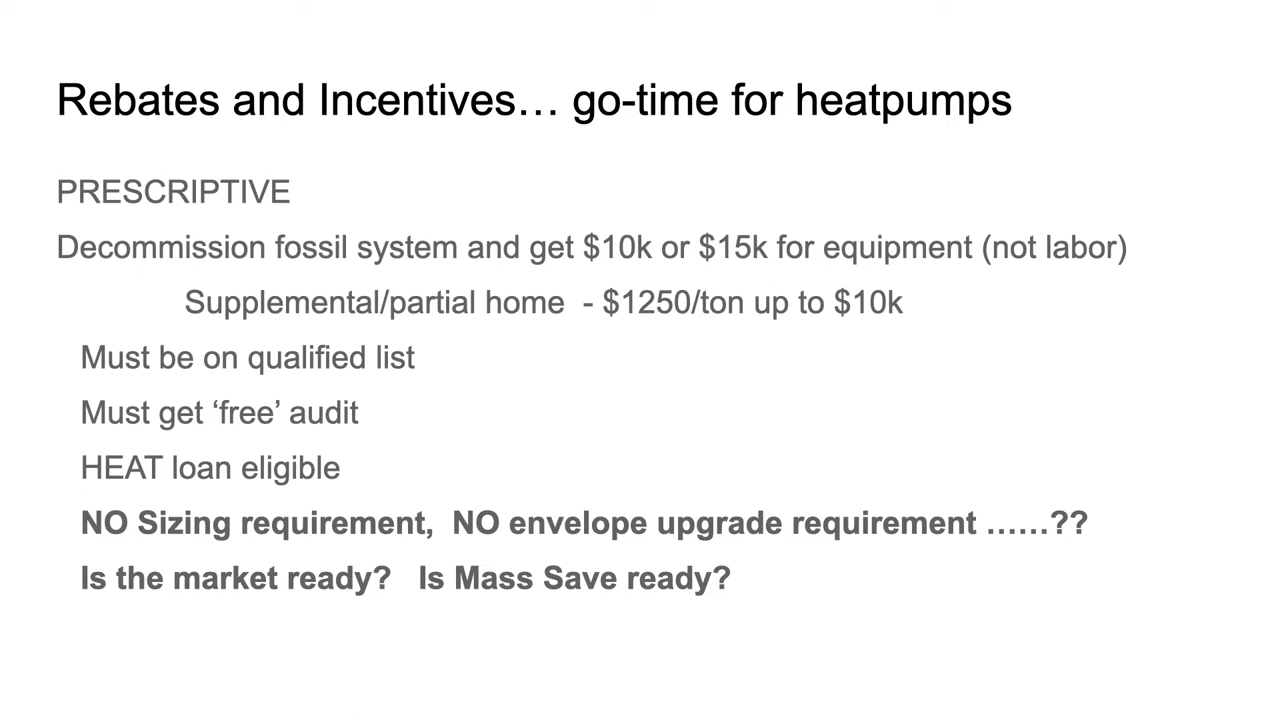 Rebates and Incentives… go-time for heatpumps
PRESCRIPTIVE
Decommission fossil system and get $10k or $15k for equipment (not labor)
Supplemental/partial home - $1250/ton up to $10k
Must be on qualified list
Must get ‘free’ audit
HEAT loan eligible
NO Sizing requirement, NO envelope upgrade requirement ……??
Is the market ready? Is Mass Save ready?